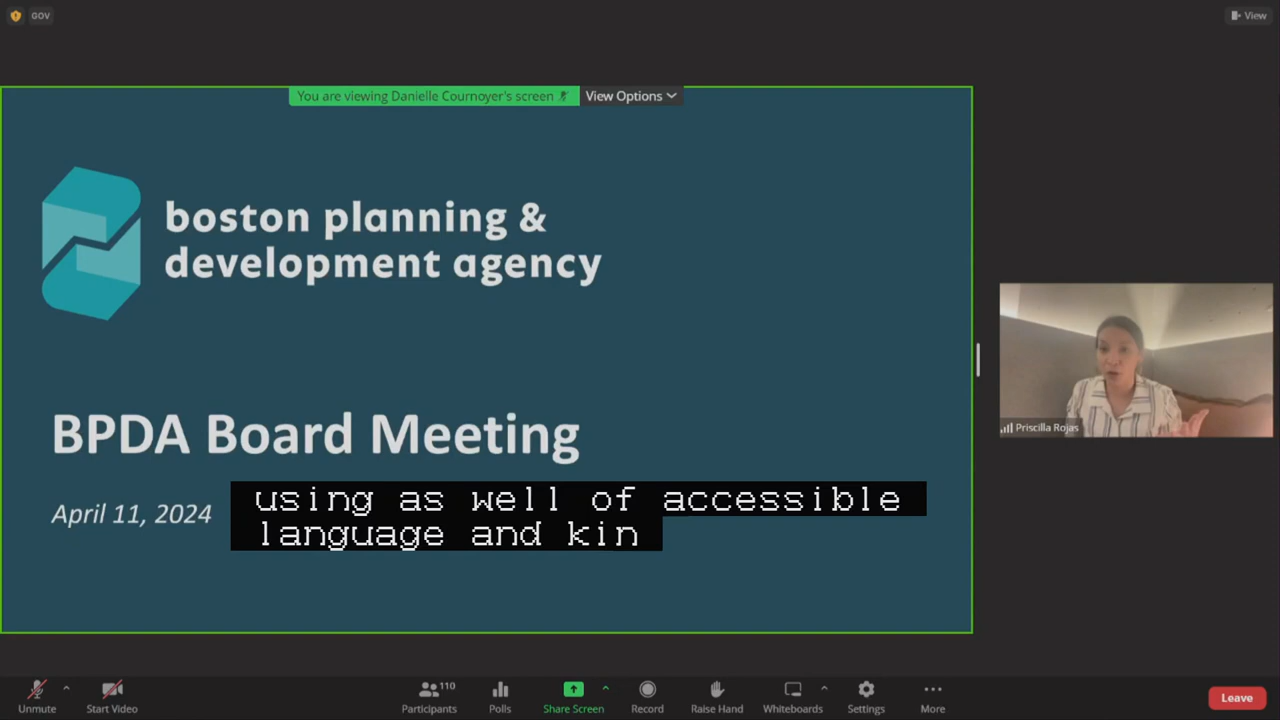 GOV
View
You are viewing Danielle Cournoyer's screen
View Options
boston planning &
development agency
BPDA Board Meeting
April 11, 2024
using as well of accessible
language and kin
Priscilla Rojas
Unmute
Start Video
Participants
110
Polls
Share Screen
Record
Raise Hand
Whiteboards
Settings
More
Leave